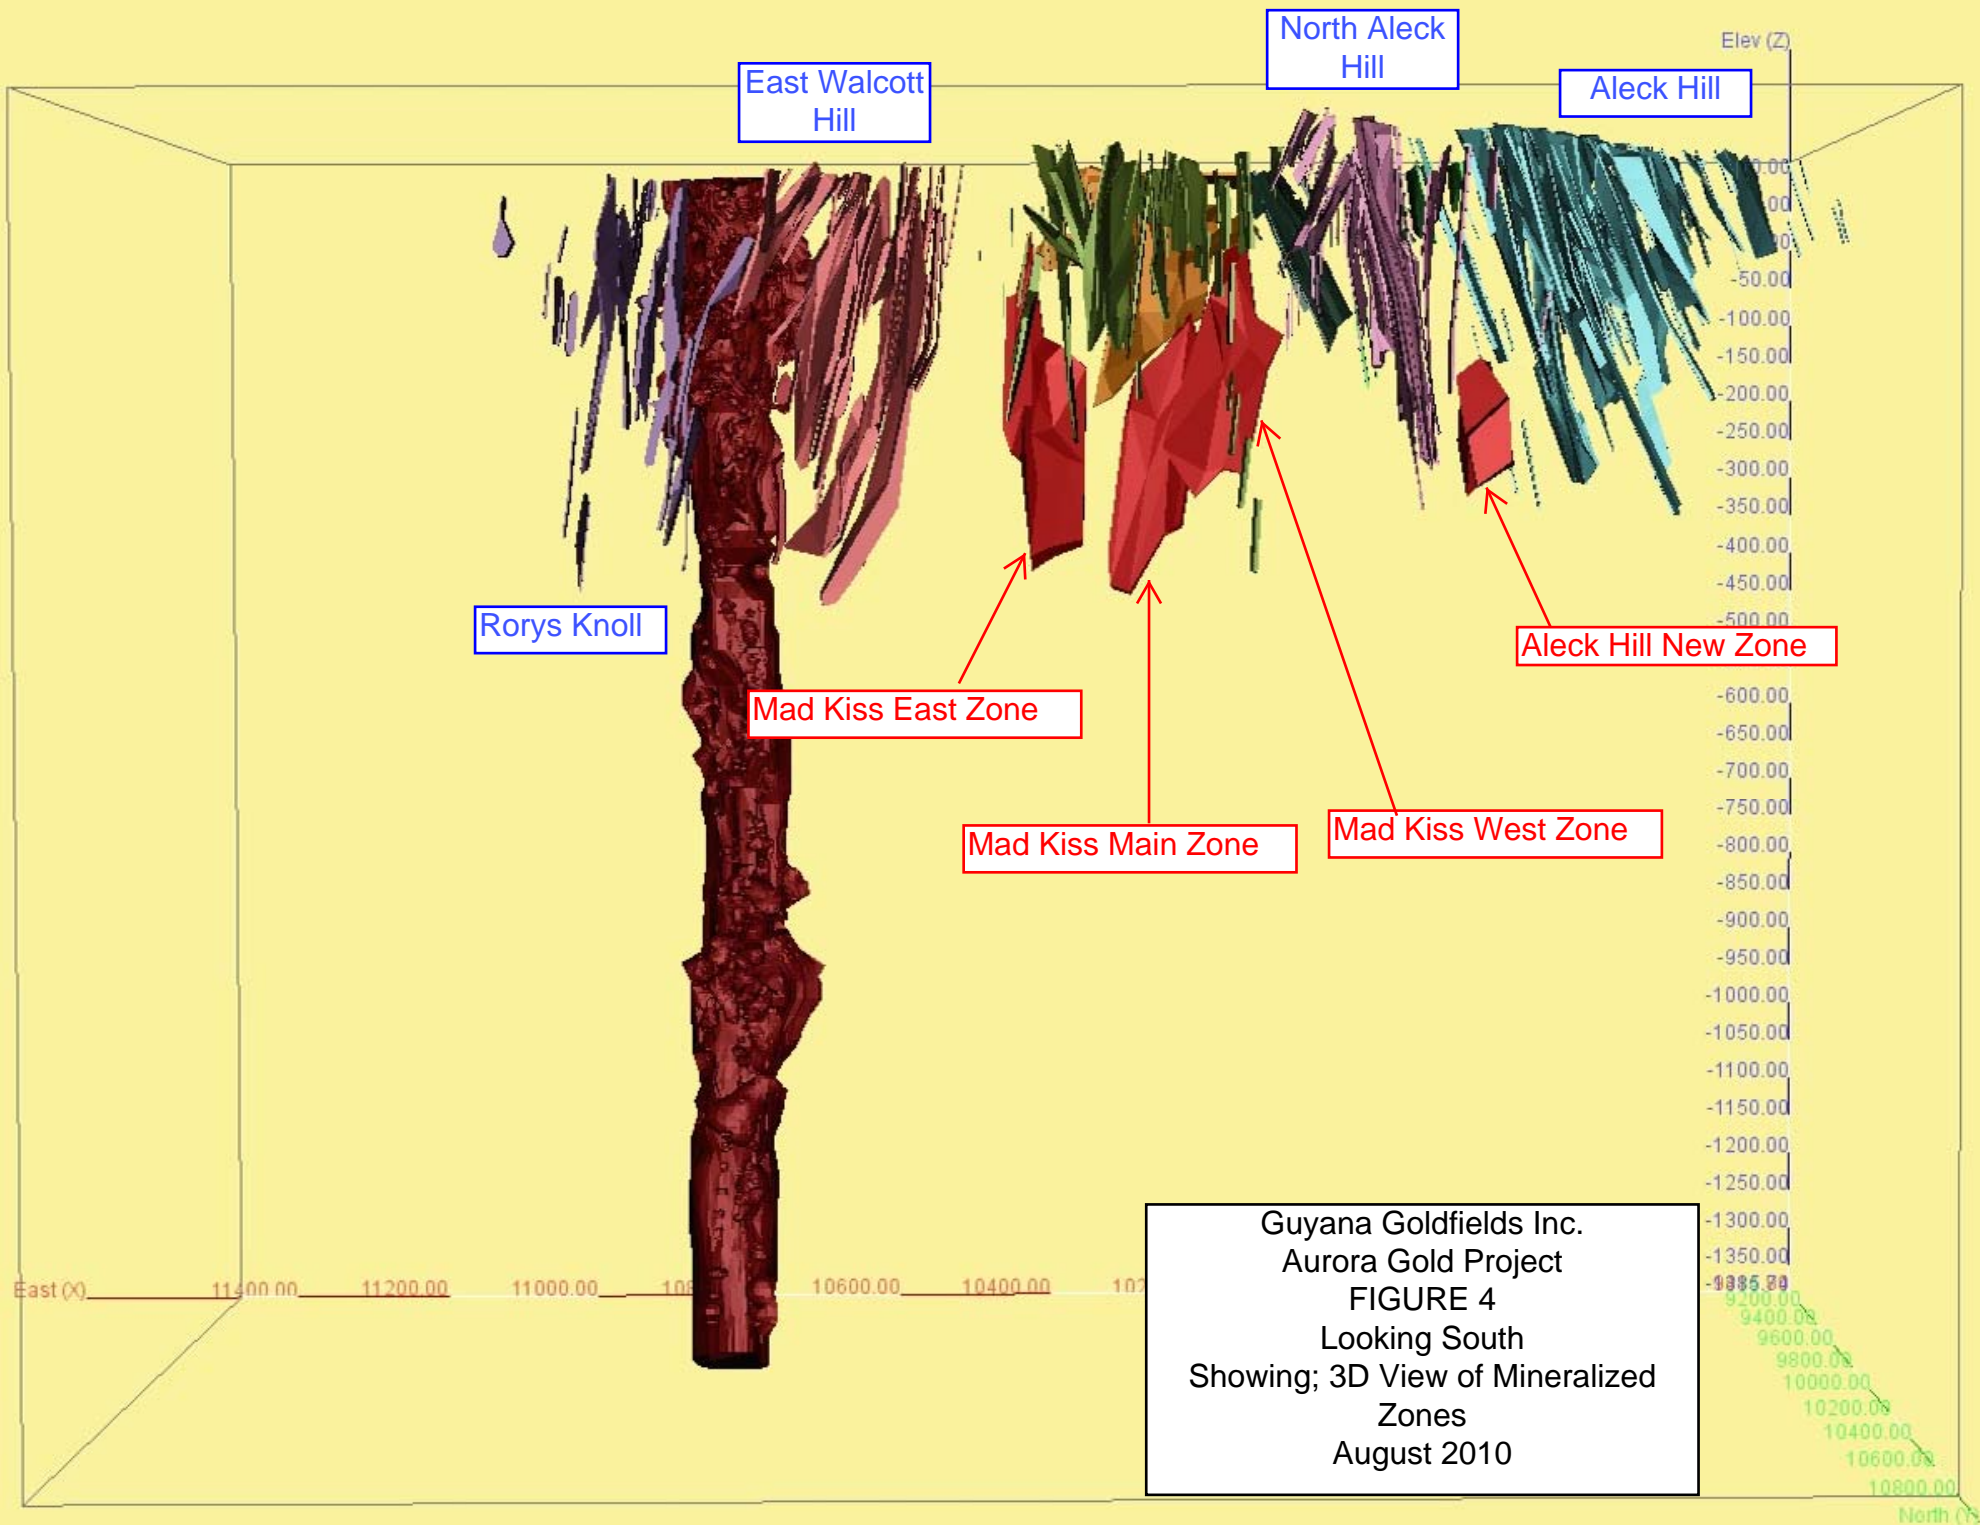 North Aleck
Hill
Elev (Z)
East Walcott
Hill
Aleck Hill
-50.00
-100.00
-150.00
-200.00
-250.00
-300.00
-350.00
-400.00
-450.00
-500.00
Rorys Knoll
Aleck Hill New Zone
-600.00
-650.00
Mad Kiss East Zone
-700.00
-750.00
Mad Kiss Main Zone
Mad Kiss West Zone
-800.00
-850.00
-900.00
-950.00
-1000.00
-1050.00
-1100.00
-1150.00
-1200.00
-1250.00
-1300.00
-1350.00
Guyana Goldfields Inc.
Aurora Gold Project
FIGURE 4
Looking South
Showing; 3D View of Mineralized
Zones
August 2010
East (X) 11400.00 11200.00 11000.00 10600.00 10400.00
9200.00
9400.00
9600.00
9800.00
10000.00
10200.00
10400.00
10600.00
10800.00
North (Y)